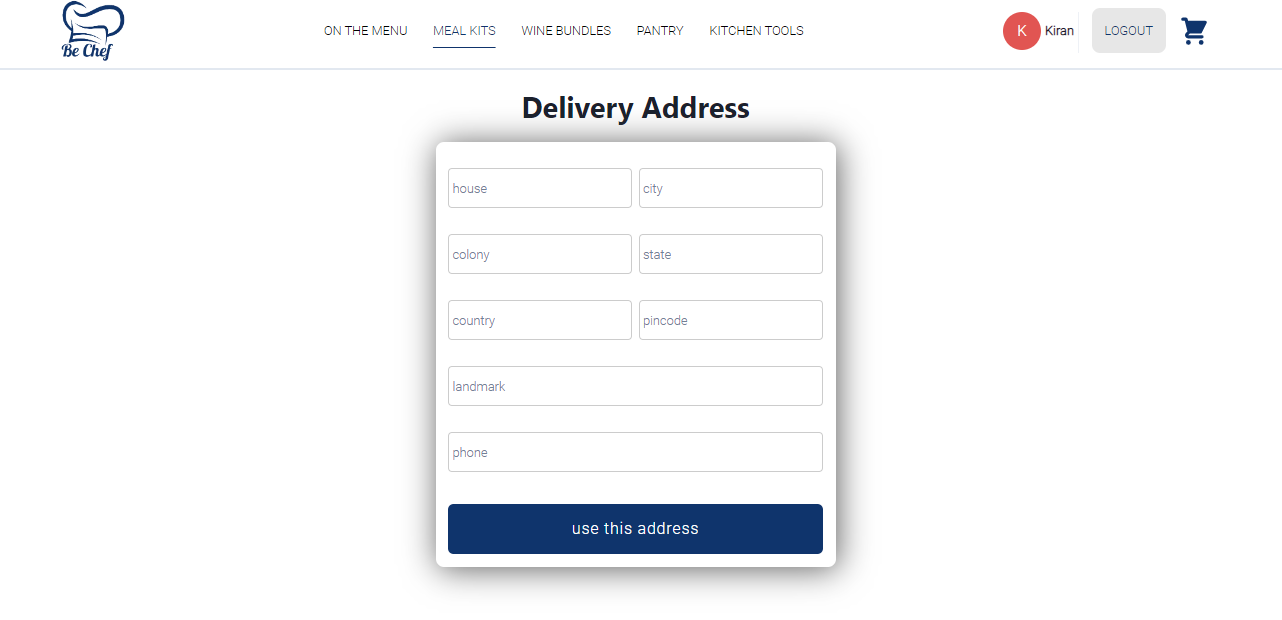 Be Chef
ON THE MENU MEAL KITS WINE BUNDLES PANTRY KITCHEN TOOLS K Kiran LOGOUT
Delivery Address
house city
colony state
country pincode
landmark
phone
use this address